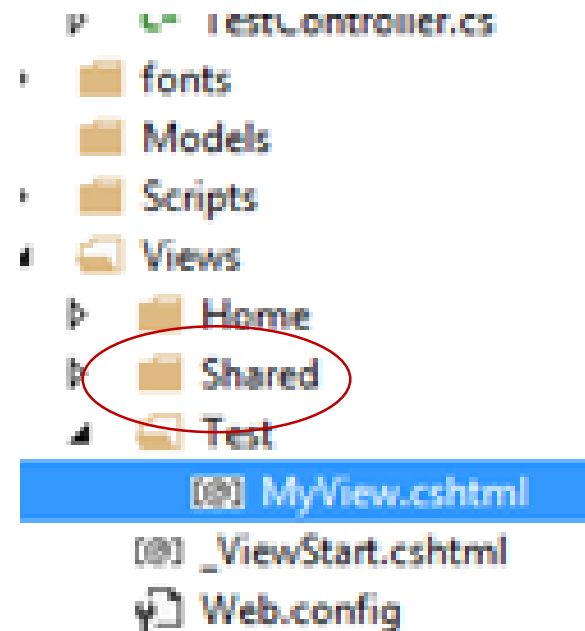 TestController.cs
fonts
Models
Scripts
Views
Home
Shared
Test
MyView.cshtml
_ViewStart.cshtml
Web.config